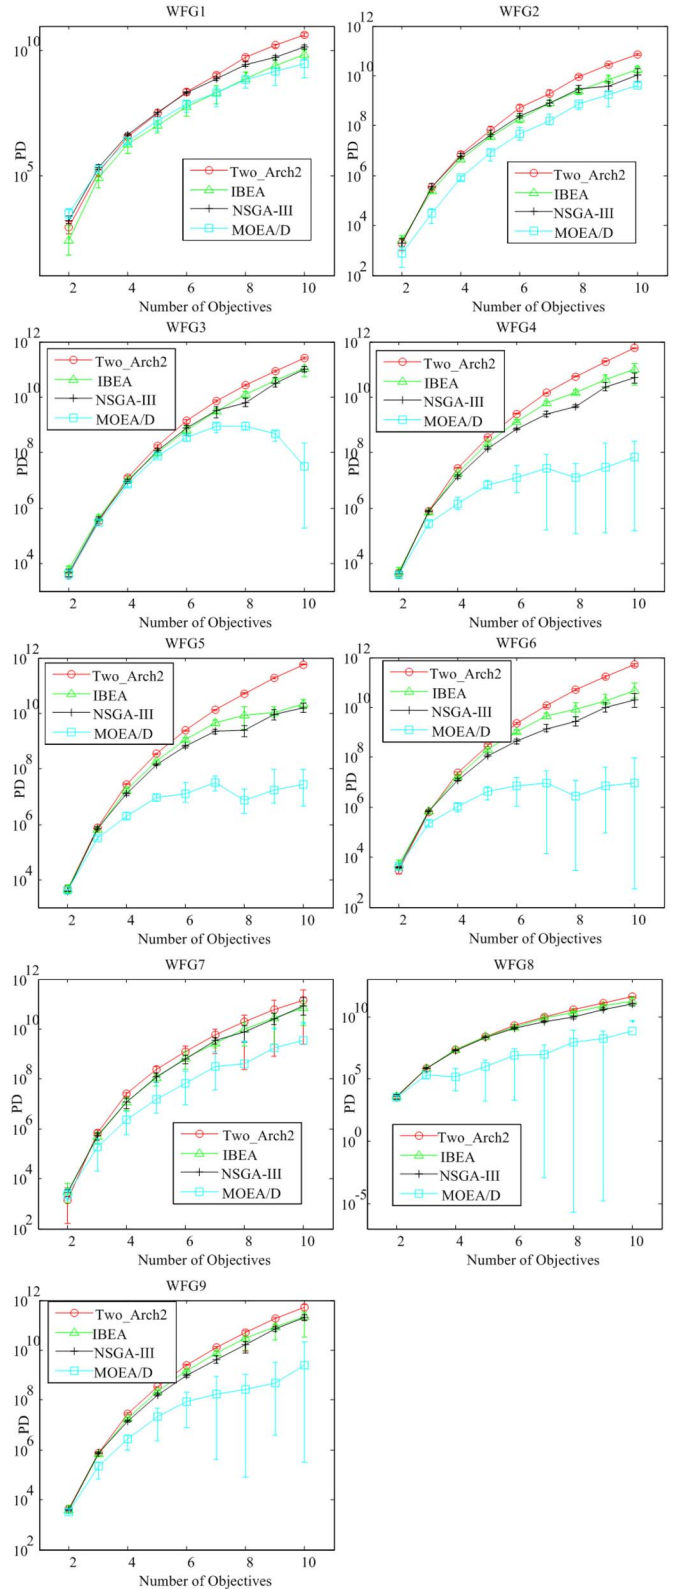 WFG1
10^10
10^5
PD
Two_Arch2
IBEA
NSGA-III
MOEA/D
2 4 6 8 10
Number of Objectives
WFG2
10^12
10^10
10^8
10^6
10^4
10^2
PD
Two_Arch2
IBEA
NSGA-III
MOEA/D
2 4 6 8 10
Number of Objectives
WFG3
10^12
10^10
10^8
10^6
10^4
PD
Two_Arch2
IBEA
NSGA-III
MOEA/D
2 4 6 8 10
Number of Objectives
WFG4
10^12
10^10
10^8
10^6
10^4
PD
Two_Arch2
IBEA
NSGA-III
MOEA/D
2 4 6 8 10
Number of Objectives
WFG5
10^12
10^10
10^8
10^6
10^4
PD
Two_Arch2
IBEA
NSGA-III
MOEA/D
2 4 6 8 10
Number of Objectives
WFG6
10^12
10^10
10^8
10^6
10^4
10^2
PD
Two_Arch2
IBEA
NSGA-III
MOEA/D
2 4 6 8 10
Number of Objectives
WFG7
10^12
10^10
10^8
10^6
10^4
10^2
PD
Two_Arch2
IBEA
NSGA-III
MOEA/D
2 4 6 8 10
Number of Objectives
WFG8
10^10
10^5
10^0
10^-5
PD
Two_Arch2
IBEA
NSGA-III
MOEA/D
2 4 6 8 10
Number of Objectives
WFG9
10^12
10^10
10^8
10^6
10^4
10^2
PD
Two_Arch2
IBEA
NSGA-III
MOEA/D
2 4 6 8 10
Number of Objectives